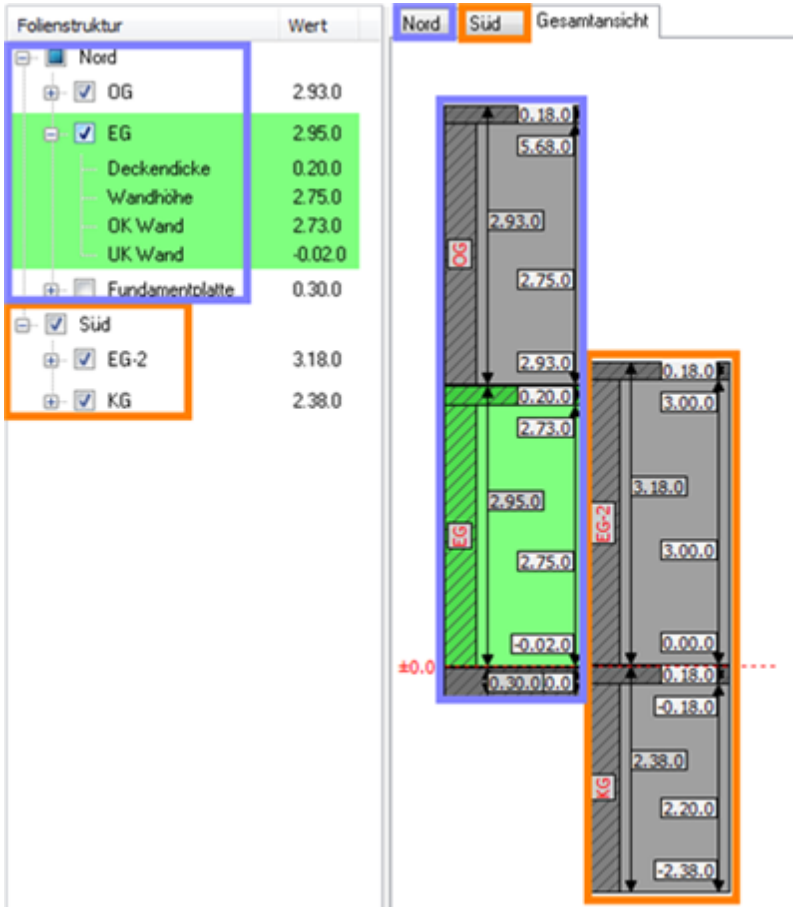 Folienstruktur Wert
Nord
OG 2.93.0
EG 2.95.0
Deckendicke 0.20.0
Wandhöhe 2.75.0
OK Wand 2.73.0
UK Wand -0.02.0
Fundamentplatte 0.30.0
Süd
EG-2 3.18.0
KG 2.38.0
Nord Süd Gesamtansicht
0.18.0
5.68.0
2.93.0
OG
2.75.0
2.93.0
0.20.0
2.73.0
2.95.0
EG
2.75.0
-0.02.0
±0.0
0.30.0 0.0
0.18.0
3.00.0
3.18.0
EG-2
3.00.0
0.00.0
0.18.0
-0.18.0
2.38.0
KG
2.20.0
-2.38.0